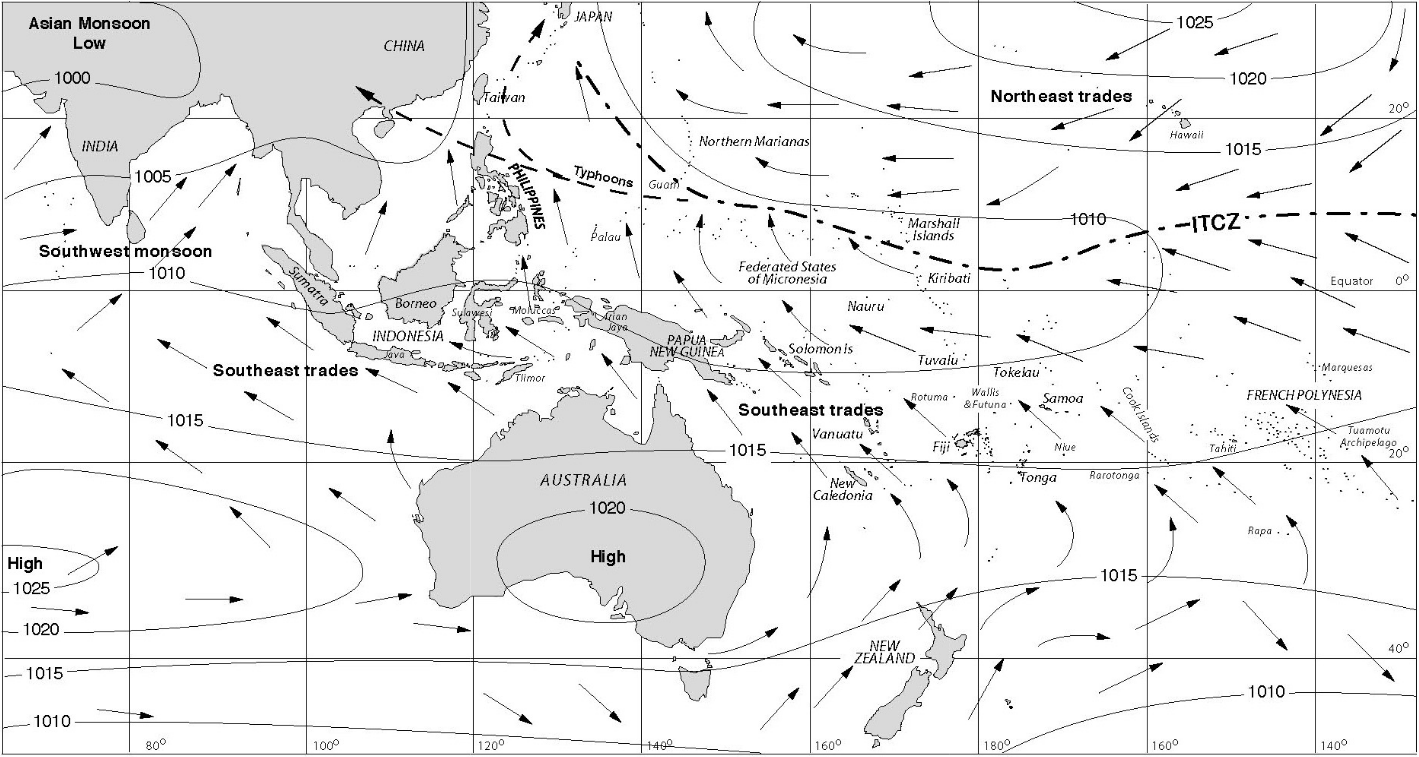 Asian Monsoon
Low
1000
CHINA
JAPAN
1025
1020
Taiwan
Northeast trades
20°
Hawaii
INDIA
Northern Marianas
1015
1005
PHILIPPINES
Typhoons
Guam
1010
ITCZ
Marshall
Islands
Palau
Southwest monsoon
1010
Federated States
of Micronesia
Kiribati
Equator
0°
Sumatra
Borneo
Sulawesi
Moluccas
Irian
Jaya
Nauru
INDONESIA
Java
PAPUA
NEW GUINEA
Solomon is
Tuvalu
Tokelau
Marquesas
Southeast trades
Tiimor
Rotuma
Wallis
& Futuna
Samoa
Cook Islands
FRENCH POLYNESIA
Southeast trades
1015
Vanuatu
Fiji
Niue
Tahiti
Tuamotu
Archipelago
1015
20°
AUSTRALIA
New
Caledonia
Tonga
Rarotonga
1020
High
Rapa
High
1025
1015
1020
NEW
ZEALAND
40°
1015
1010
1010
80°
100°
120°
140°
160°
180°
160°
140°